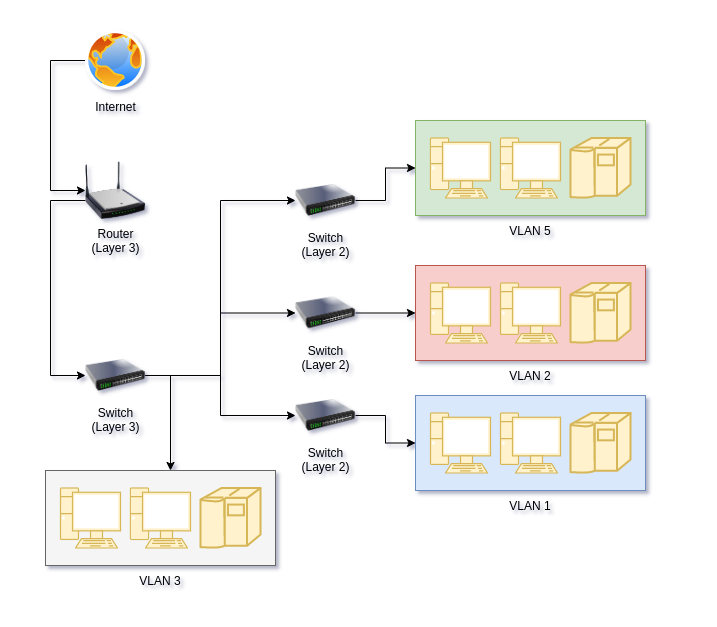 Internet
Router
(Layer 3)
Switch
(Layer 2)
VLAN 5
Switch
(Layer 2)
VLAN 2
Switch
(Layer 3)
Switch
(Layer 2)
VLAN 1
VLAN 3